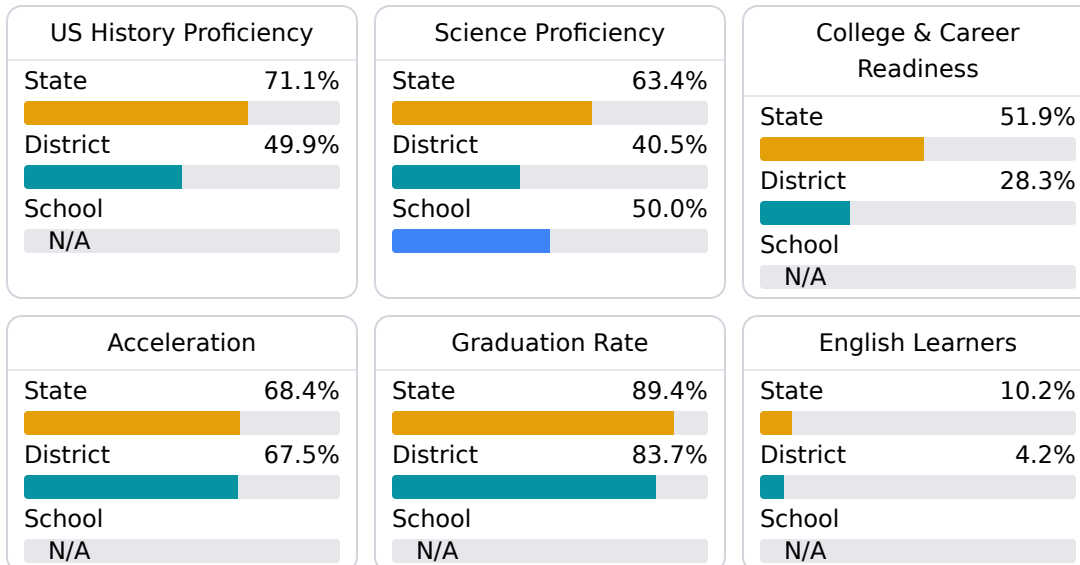 US History Proficiency
State 71.1%
District 49.9%
School
N/A
Science Proficiency
State 63.4%
District 40.5%
School 50.0%
College & Career
Readiness
State 51.9%
District 28.3%
School
N/A
Acceleration
State 68.4%
District 67.5%
School
N/A
Graduation Rate
State 89.4%
District 83.7%
School
N/A
English Learners
State 10.2%
District 4.2%
School
N/A